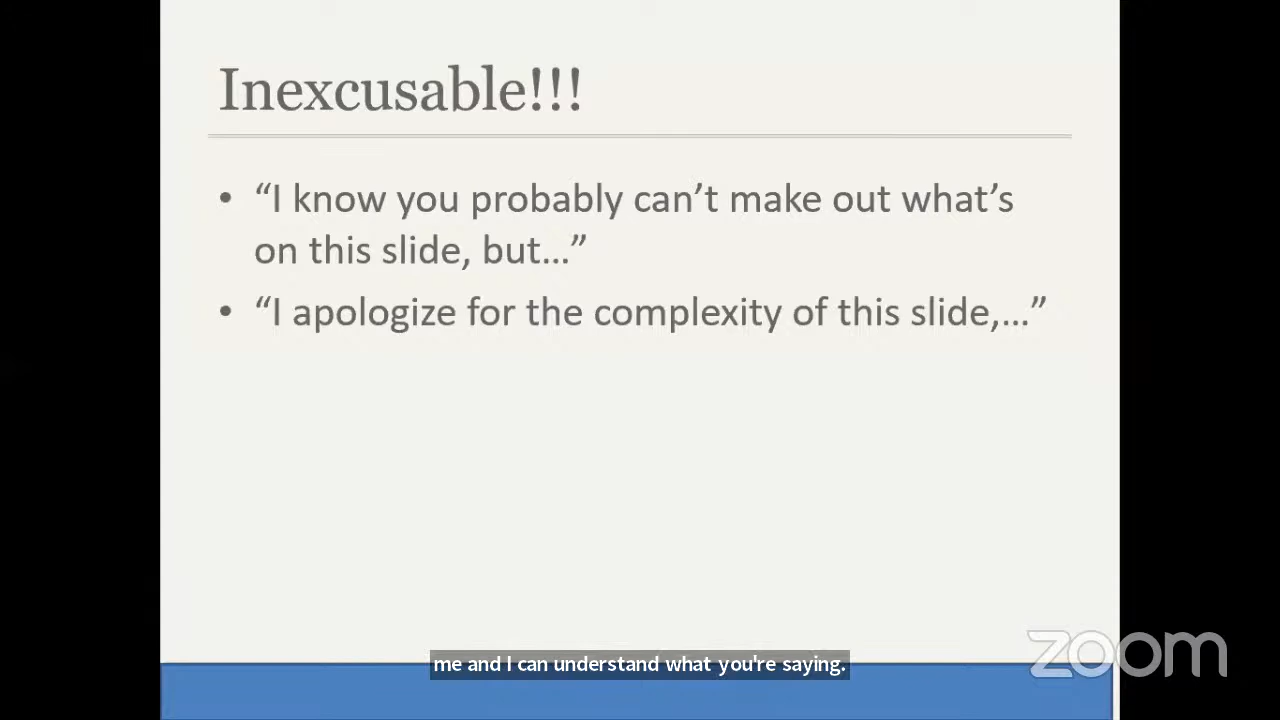 Inexcusable!!!
• “I know you probably can’t make out what’s
on this slide, but…”
• “I apologize for the complexity of this slide,…”
me and I can understand what you're saying.
zoom